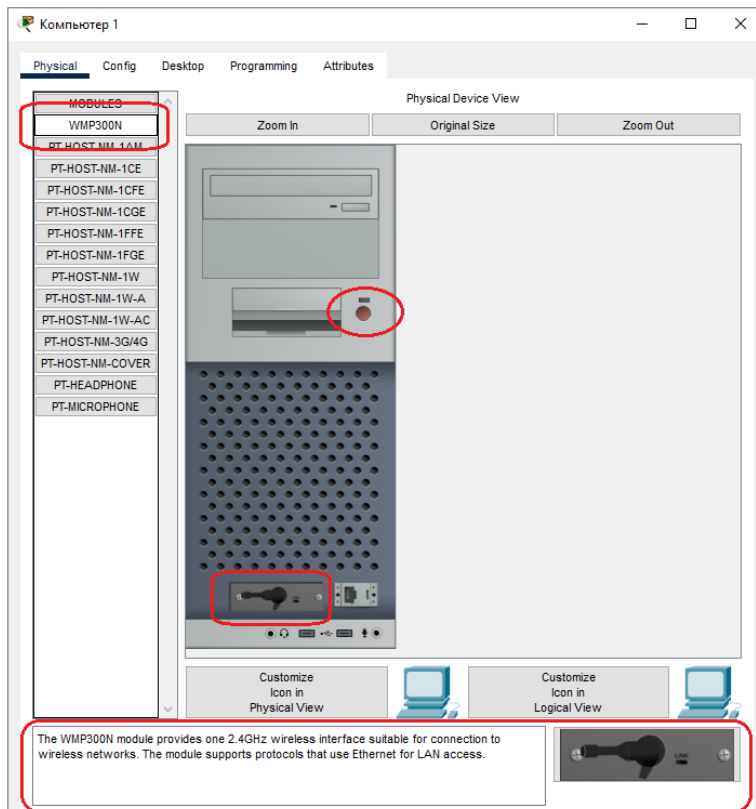 Компьютер 1
Physical Config Desktop Programming Attributes
MODULES
WMP300N
PT-HOST-NM-1AM
PT-HOST-NM-1CE
PT-HOST-NM-1CFE
PT-HOST-NM-1CGE
PT-HOST-NM-1FFE
PT-HOST-NM-1FGE
PT-HOST-NM-1W
PT-HOST-NM-1W-A
PT-HOST-NM-1W-AC
PT-HOST-NM-3G/4G
PT-HOST-NM-COVER
PT-HEADPHONE
PT-MICROPHONE
Physical Device View
Zoom In Original Size Zoom Out
Customize
Icon in
Physical View
Customize
Icon in
Logical View
The WMP300N module provides one 2.4GHz wireless interface suitable for connection to
wireless networks. The module supports protocols that use Ethernet for LAN access.
LINK